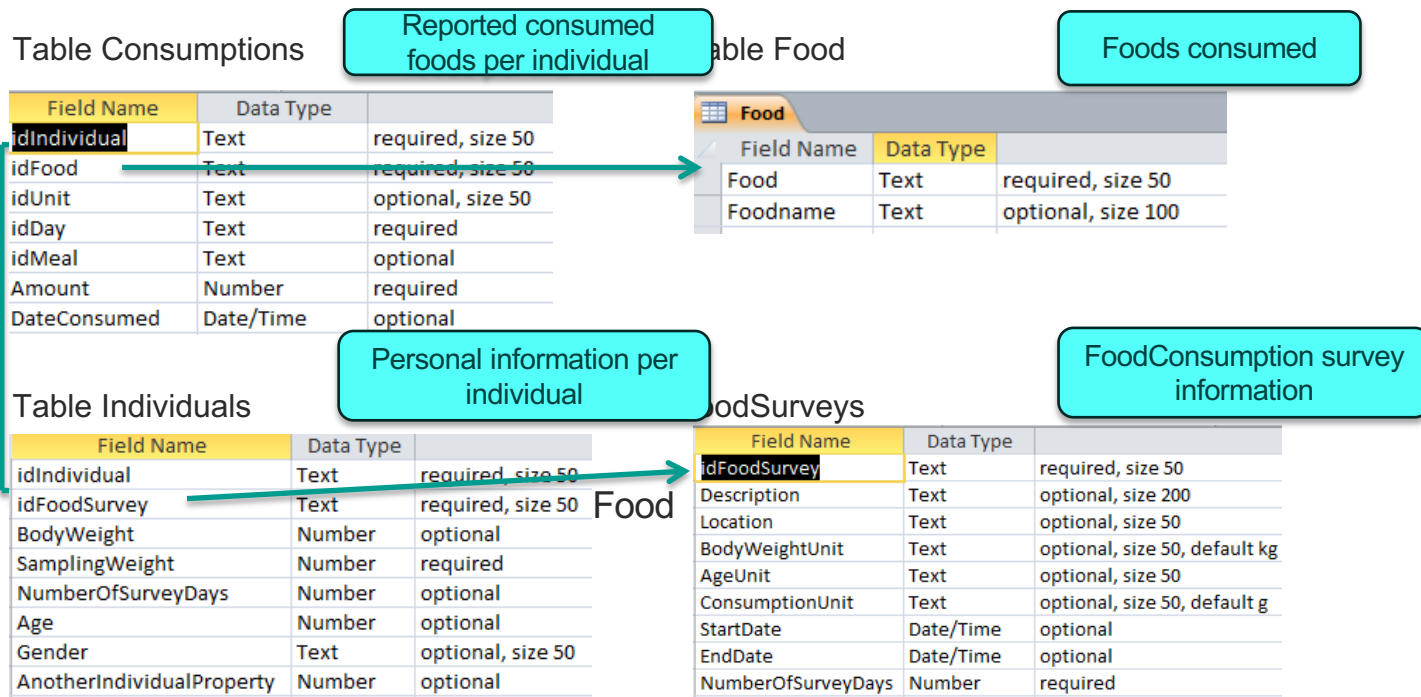 Table Consumptions
Reported consumed
foods per individual
Field Name Data Type
idIndividual Text required, size 50
idFood Text required, size 50
idUnit Text optional, size 50
idDay Text required
idMeal Text optional
Amount Number required
DateConsumed Date/Time optional
able Food
Foods consumed
Food
Field Name Data Type
Food Text required, size 50
Foodname Text optional, size 100
Table Individuals
Personal information per
individual
Field Name Data Type
idIndividual Text required, size 50
idFoodSurvey Text required, size 50
BodyWeight Number optional
SamplingWeight Number required
NumberOfSurveyDays Number optional
Age Number optional
Gender Text optional, size 50
AnotherIndividualProperty Number optional
Food
odSurveys
FoodConsumption survey
information
Field Name Data Type
idFoodSurvey Text required, size 50
Description Text optional, size 200
Location Text optional, size 50
BodyWeightUnit Text optional, size 50, default kg
AgeUnit Text optional, size 50
ConsumptionUnit Text optional, size 50, default g
StartDate Date/Time optional
EndDate Date/Time optional
NumberOfSurveyDays Number required